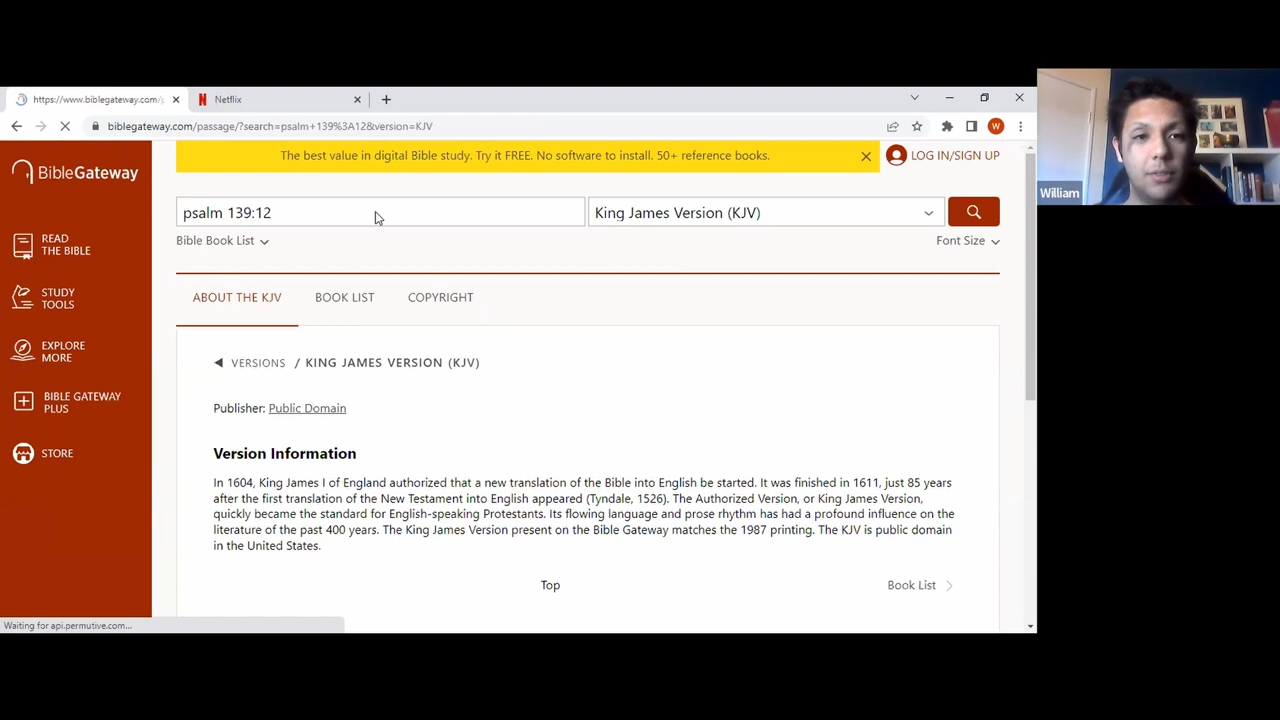 https://www.biblegateway.com/p
Netflix
biblegateway.com/passage/?search=psalm+139%3A12&version=KJV
W
BibleGateway
The best value in digital Bible study. Try it FREE. No software to install. 50+ reference books.
LOG IN/SIGN UP
William
psalm 139:12
King James Version (KJV)
Bible Book List
Font Size
READ
THE BIBLE
STUDY
TOOLS
EXPLORE
MORE
BIBLE GATEWAY
PLUS
STORE
ABOUT THE KJV
BOOK LIST
COPYRIGHT
VERSIONS / KING JAMES VERSION (KJV)
Publisher: Public Domain
Version Information
In 1604, King James I of England authorized that a new translation of the Bible into English be started. It was finished in 1611, just 85 years
after the first translation of the New Testament into English appeared (Tyndale, 1526). The Authorized Version, or King James Version,
quickly became the standard for English-speaking Protestants. Its flowing language and prose rhythm has had a profound influence on the
literature of the past 400 years. The King James Version present on the Bible Gateway matches the 1987 printing. The KJV is public domain
in the United States.
Top
Book List
Waiting for api.permutive.com...